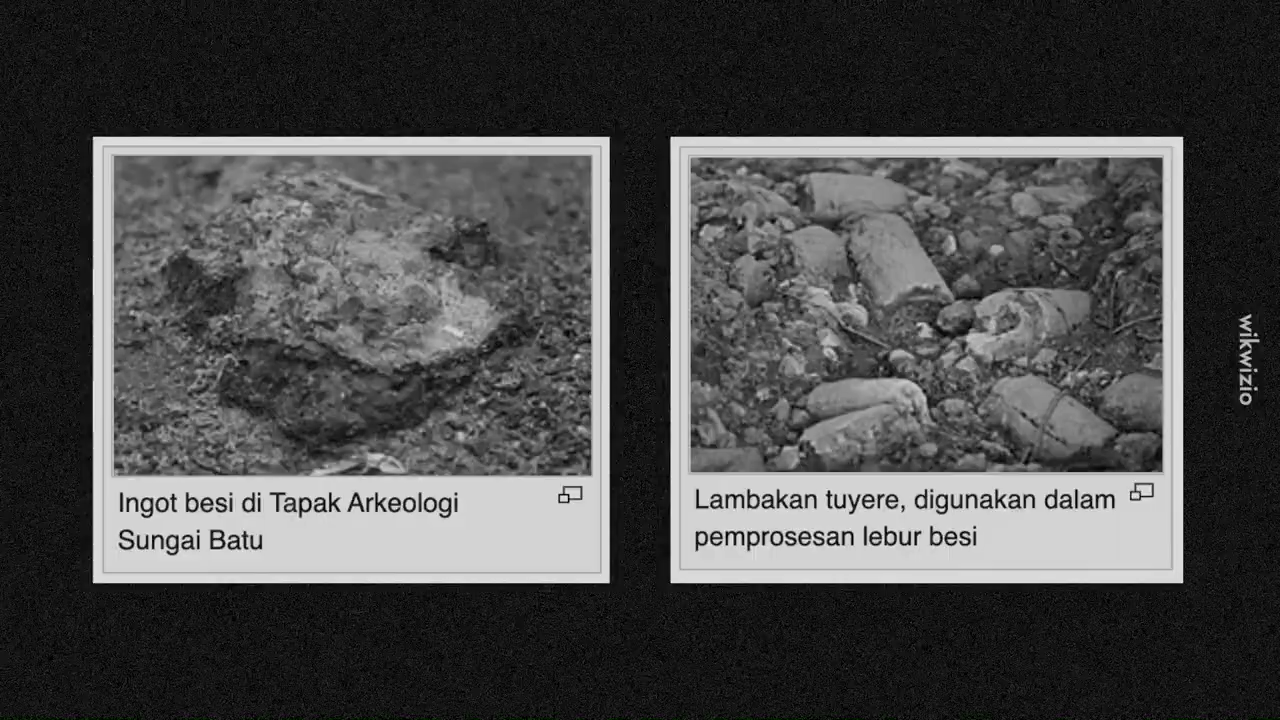 Ingot besi di Tapak Arkeologi
Sungai Batu
Lambakan tuyere, digunakan dalam
pemprosesan lebur besi
wikwizio